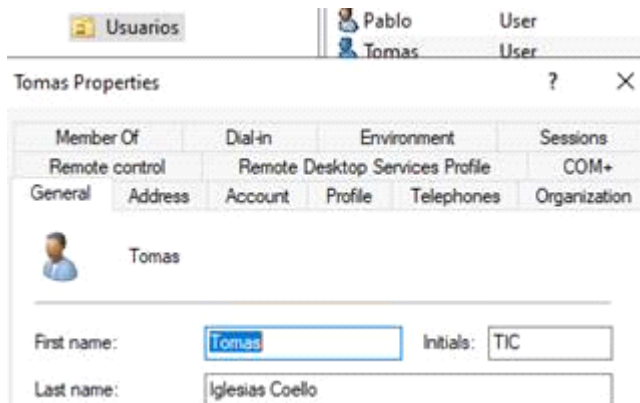 Usuarios
Pablo User
Tomas User
Tomas Properties ? ✕
Member Of Dial-in Environment Sessions
Remote control Remote Desktop Services Profile COM+
General Address Account Profile Telephones Organization
Tomas
First name: Tomas Initials: TIC
Last name: Iglesias Coello